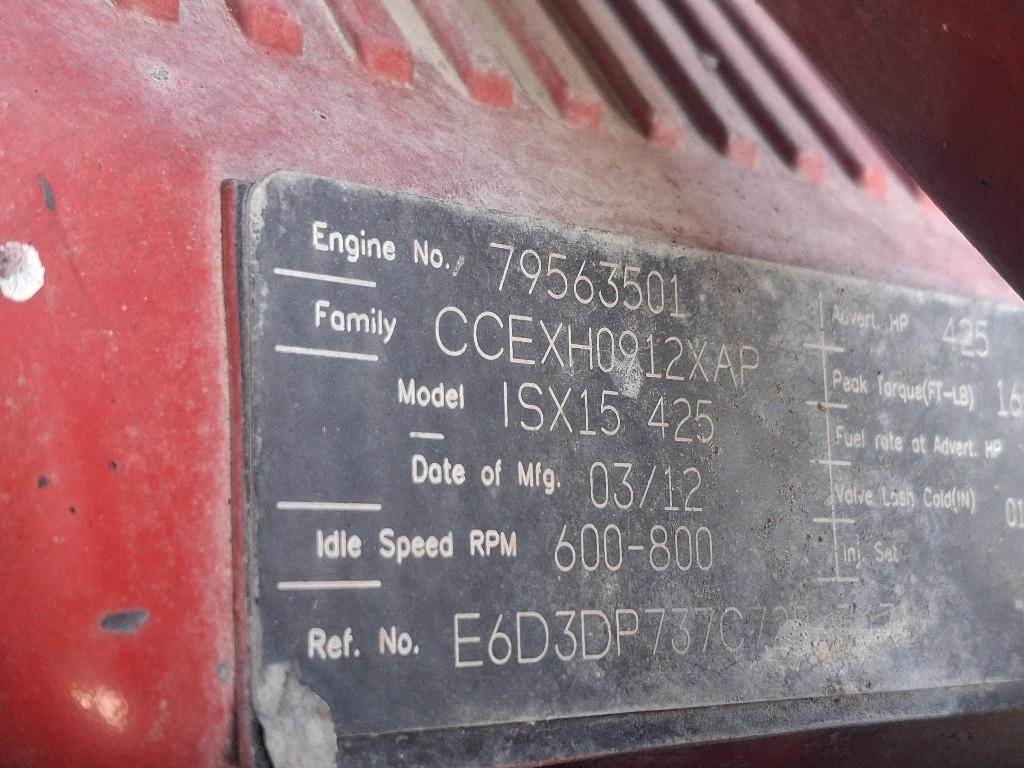 Engine No. 79563501
Family CCEXH0912XAP
Model ISX15 425
Date of Mfg. 03/12
Idle Speed RPM 600-800
Ref. No.
Advert. HP 425
Peak Torque(FT-LB)
Fuel rate at Advert. HP
Valve Lash Cold(IN)
Inj. Set